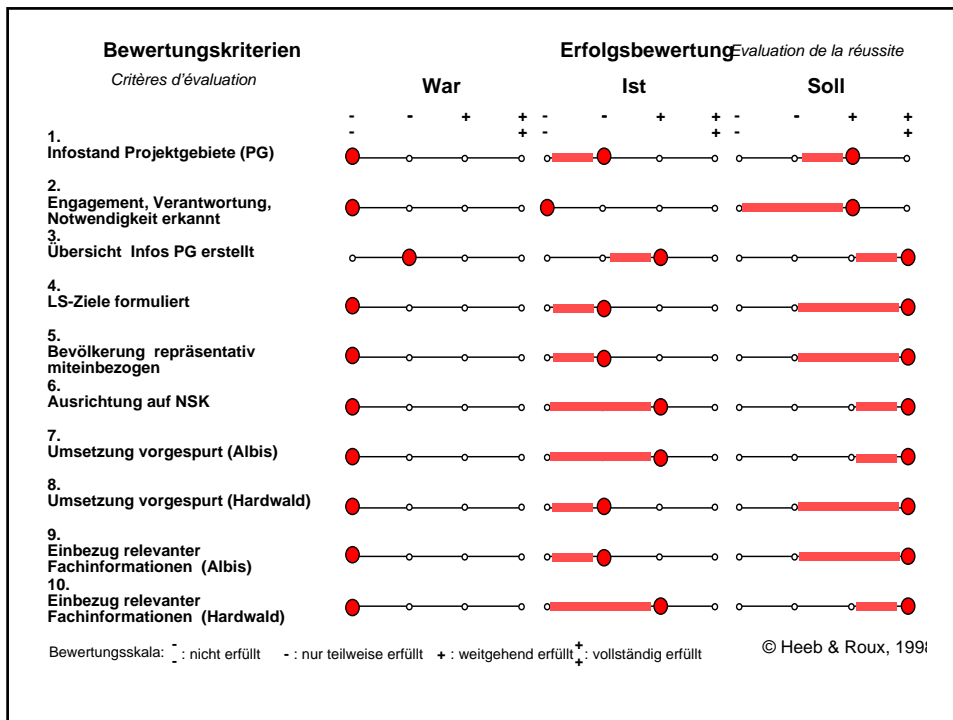 Bewertungskriterien
Critères d'évaluation
Erfolgsbewertung Evaluation de la réussite
War Ist Soll
- - + + - - + + - - + +
- + - + - +
1.
Infostand Projektgebiete (PG)
2.
Engagement, Verantwortung,
Notwendigkeit erkannt
3.
Übersicht Infos PG erstellt
4.
LS-Ziele formuliert
5.
Bevölkerung repräsentativ
miteinbezogen
6.
Ausrichtung auf NSK
7.
Umsetzung vorgespurt (Albis)
8.
Umsetzung vorgespurt (Hardwald)
9.
Einbezug relevanter
Fachinformationen (Albis)
10.
Einbezug relevanter
Fachinformationen (Hardwald)
Bewertungsskala: - - : nicht erfüllt - : nur teilweise erfüllt + : weitgehend erfüllt + + : vollständig erfüllt
© Heeb & Roux, 1998